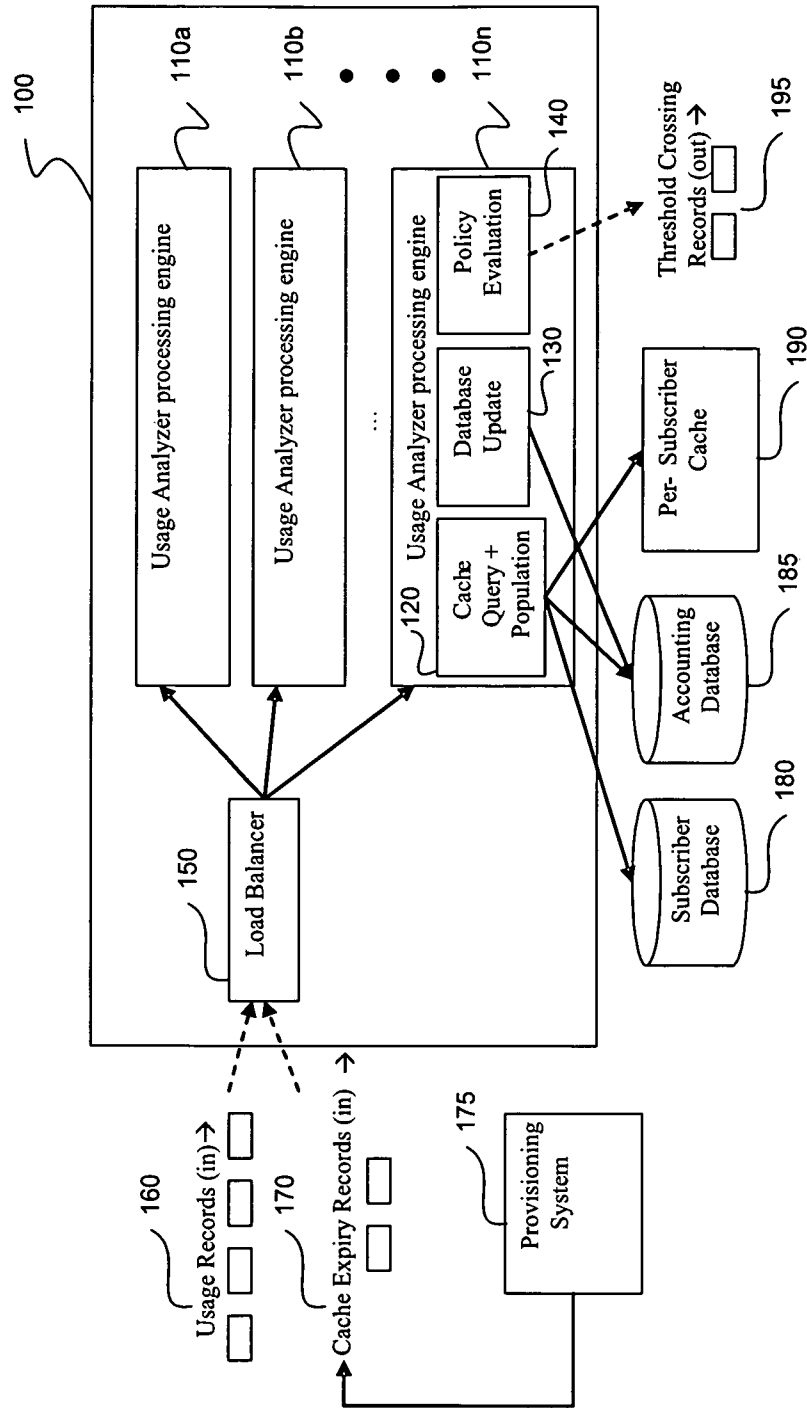 100
110a
110b
110n
Usage Analyzer processing engine
Usage Analyzer processing engine
...
Usage Analyzer processing engine
120
Cache
Query +
Population
130
Database
Update
140
Policy
Evaluation
150
Load Balancer
160
Usage Records (in)→
170
Cache Expiry Records (in) →
175
Provisioning
System
180
Subscriber
Database
185
Accounting
Database
190
Per- Subscriber
Cache
Threshold Crossing
Records (out) →
195